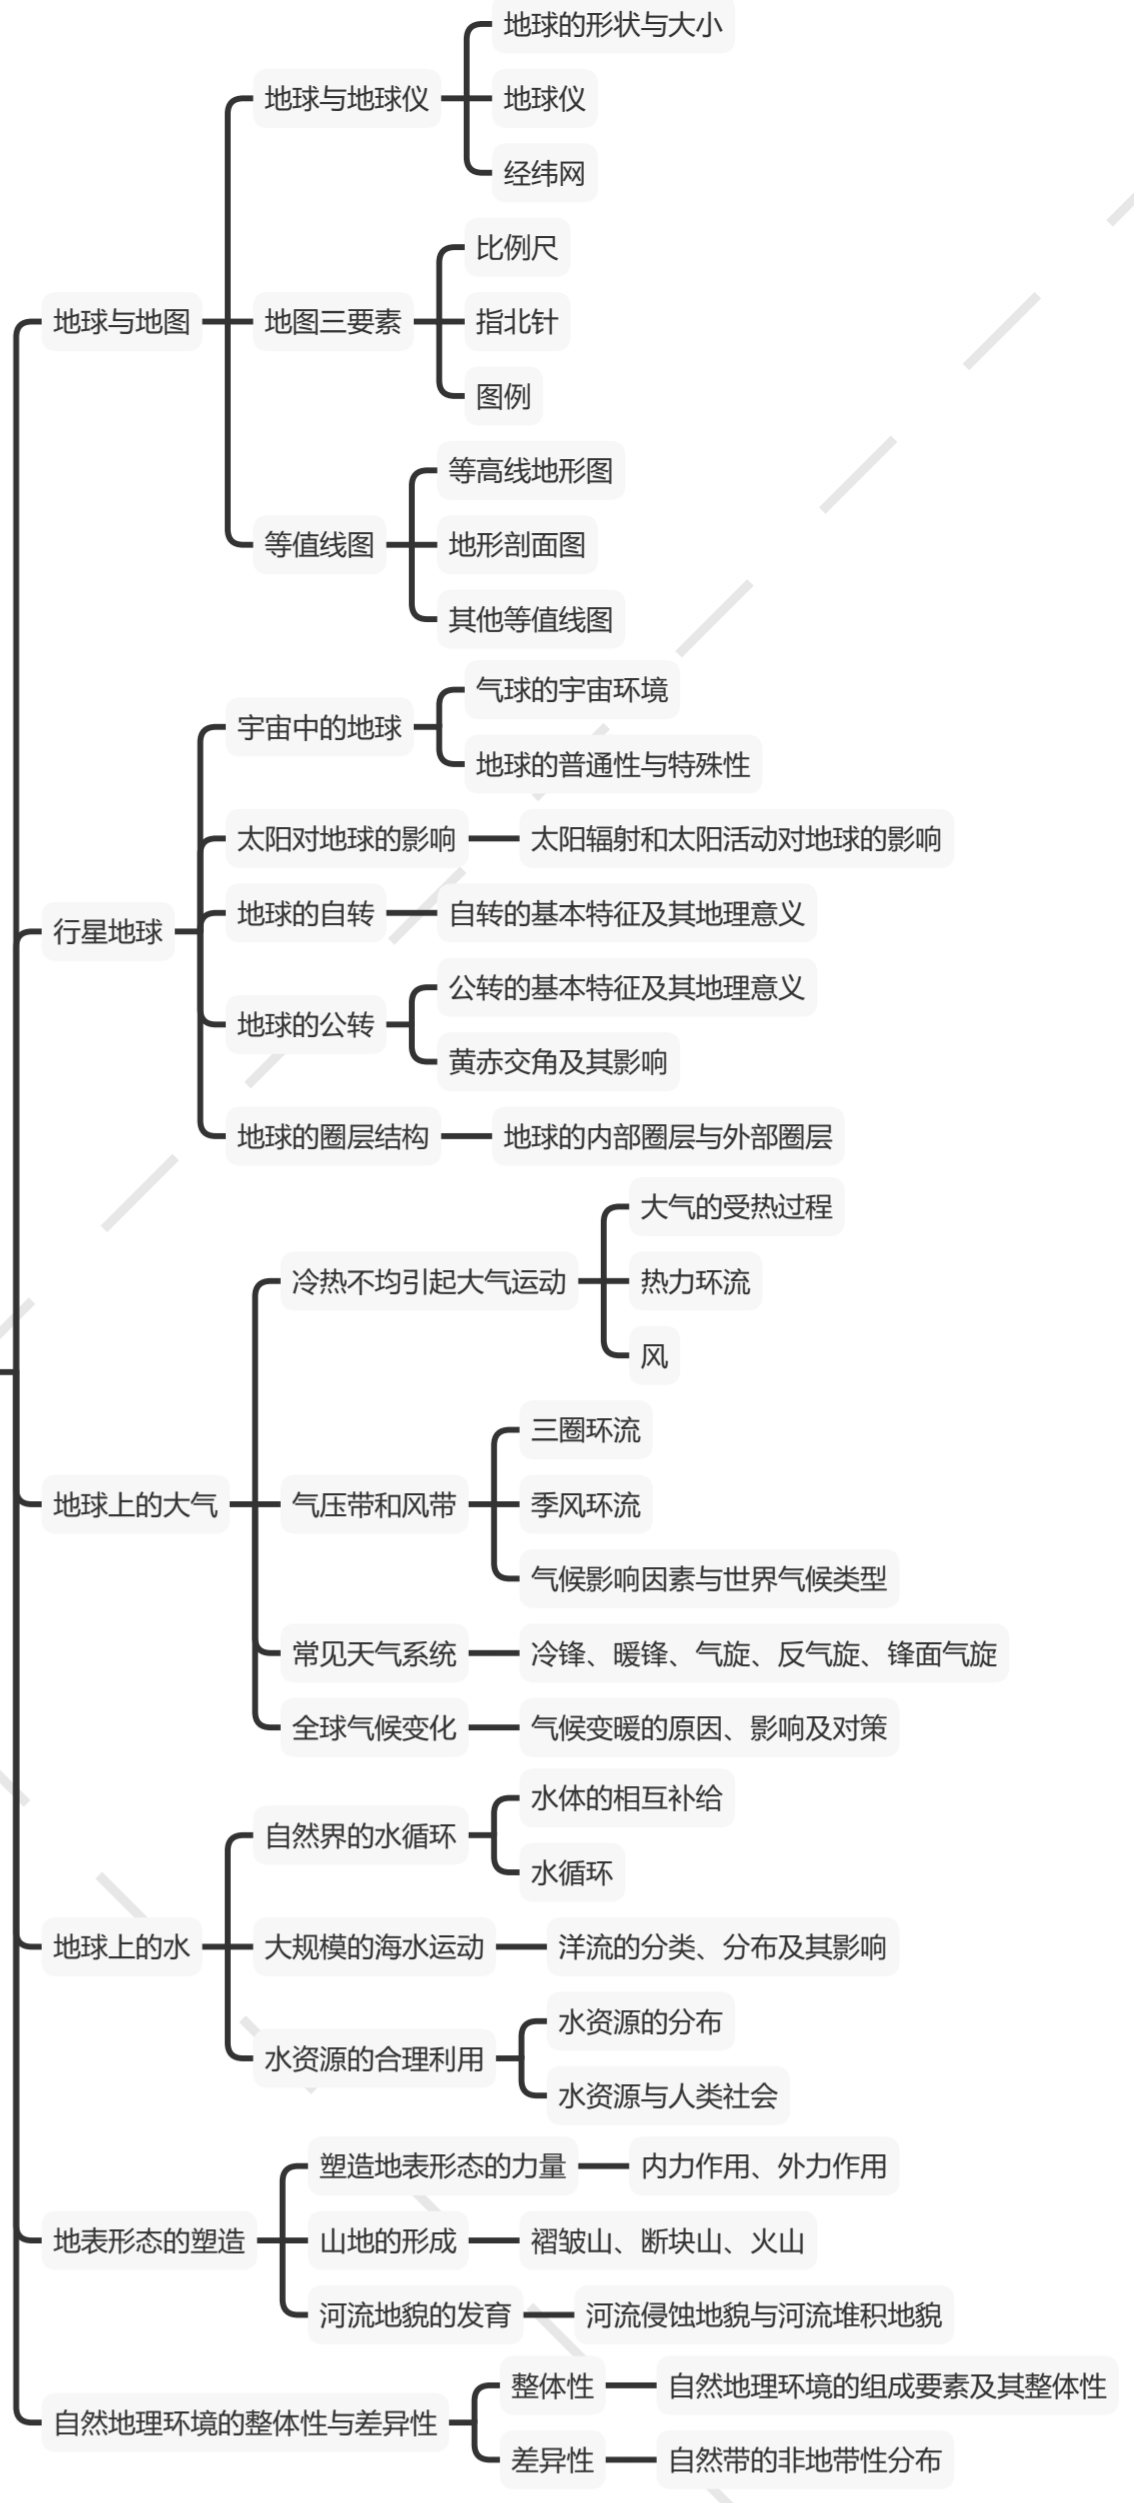 地球的形状与大小
地球与地球仪
地球仪
经纬网
比例尺
地球与地图
地图三要素
指北针
图例
等高线地形图
等值线图
地形剖面图
其他等值线图
气球的宇宙环境
宇宙中的地球
地球的普通性与特殊性
太阳对地球的影响
太阳辐射和太阳活动对地球的影响
地球的自转
自转的基本特征及其地理意义
行星地球
公转的基本特征及其地理意义
地球的公转
黄赤交角及其影响
地球的圈层结构
地球的内部圈层与外部圈层
大气的受热过程
冷热不均引起大气运动
热力环流
风
三圈环流
地球上的大气
气压带和风带
季风环流
气候影响因素与世界气候类型
常见天气系统
冷锋、暖锋、气旋、反气旋、锋面气旋
全球气候变化
气候变暖的原因、影响及对策
水体的相互补给
自然界的水循环
水循环
地球上的水
大规模的海水运动
洋流的分类、分布及其影响
水资源的分布
水资源的合理利用
水资源与人类社会
塑造地表形态的力量
内力作用、外力作用
地表形态的塑造
山地的形成
褶皱山、断块山、火山
河流地貌的发育
河流侵蚀地貌与河流堆积地貌
整体性
自然地理环境的组成要素及其整体性
自然地理环境的整体性与差异性
差异性
自然带的非地带性分布